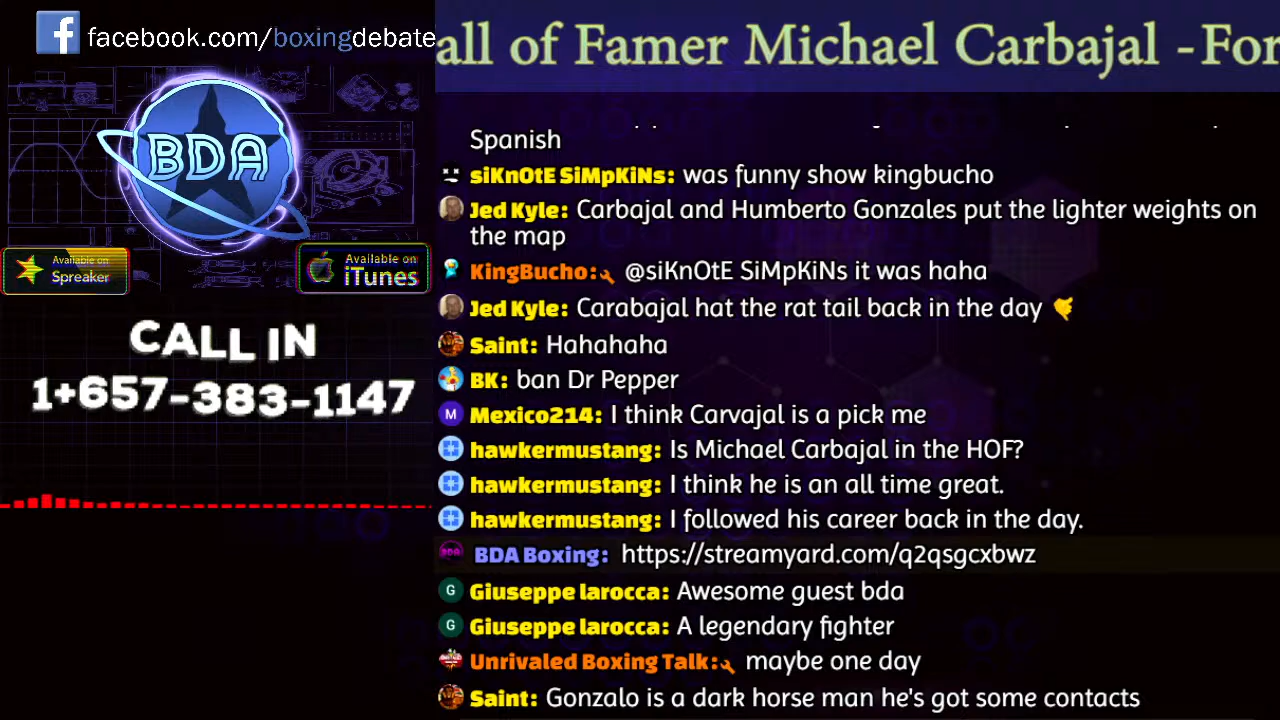 facebook.com/boxingdebate
all of Famer Michael Carbajal -For
BDA
Available on
Spreaker
Available on
iTunes
CALL IN
1+657-383-1147
Spanish
siKnOtE SiMpKiNs: was funny show kingbucho
Jed Kyle: Carbajal and Humberto Gonzales put the lighter weights on
the map
KingBucho: @siKnOtE SiMpKiNs it was haha
Jed Kyle: Carabajal hat the rat tail back in the day
Saint: Hahahaha
BK: ban Dr Pepper
M Mexico214: I think Carvajal is a pick me
hawkermustang: Is Michael Carbajal in the HOF?
hawkermustang: I think he is an all time great.
hawkermustang: I followed his career back in the day.
BDA BDA Boxing: https://streamyard.com/q2qsgcxbwz
G Giuseppe larocca: Awesome guest bda
G Giuseppe larocca: A legendary fighter
Unrivaled Boxing Talk: maybe one day
Saint: Gonzalo is a dark horse man he's got some contacts